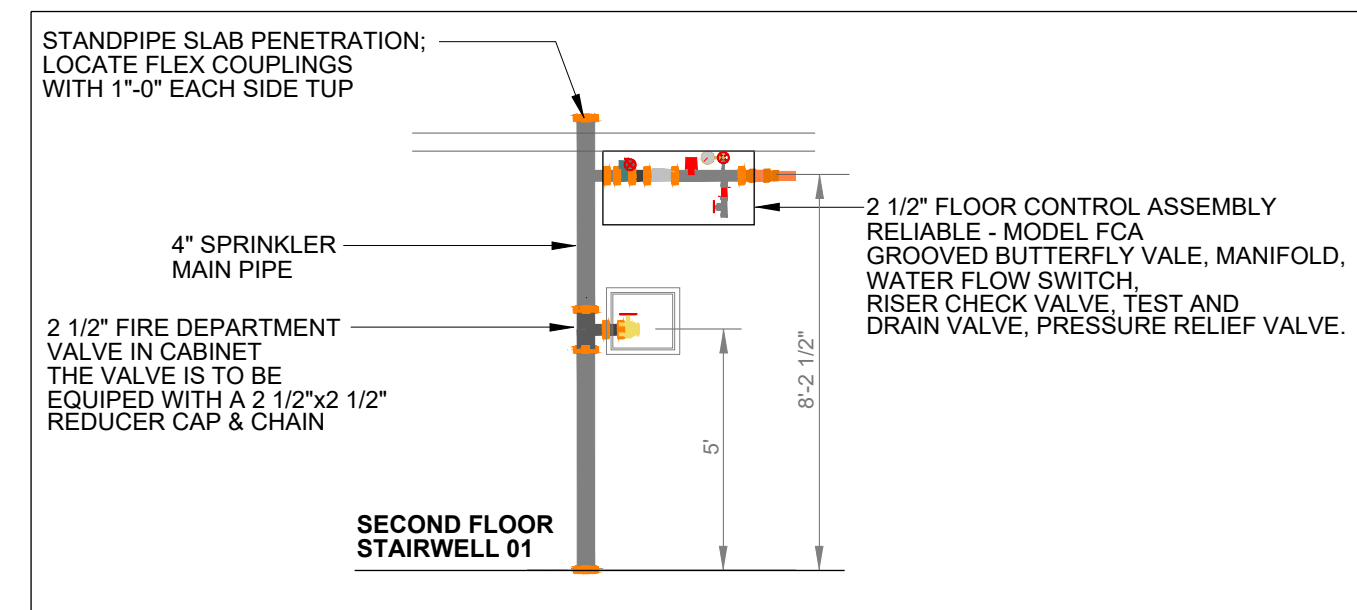 STANDPIPE SLAB PENETRATION;
LOCATE FLEX COUPLINGS
WITH 1"-0" EACH SIDE TUP
2 1/2" FLOOR CONTROL ASSEMBLY
RELIABLE - MODEL FCA
GROOVED BUTTERFLY VALE, MANIFOLD,
WATER FLOW SWITCH,
RISER CHECK VALVE, TEST AND
DRAIN VALVE, PRESSURE RELIEF VALVE.
4" SPRINKLER
MAIN PIPE
2 1/2" FIRE DEPARTMENT
VALVE IN CABINET
THE VALVE IS TO BE
EQUIPED WITH A 2 1/2"x2 1/2"
REDUCER CAP & CHAIN
5'
8'-2 1/2"
SECOND FLOOR
STAIRWELL 01